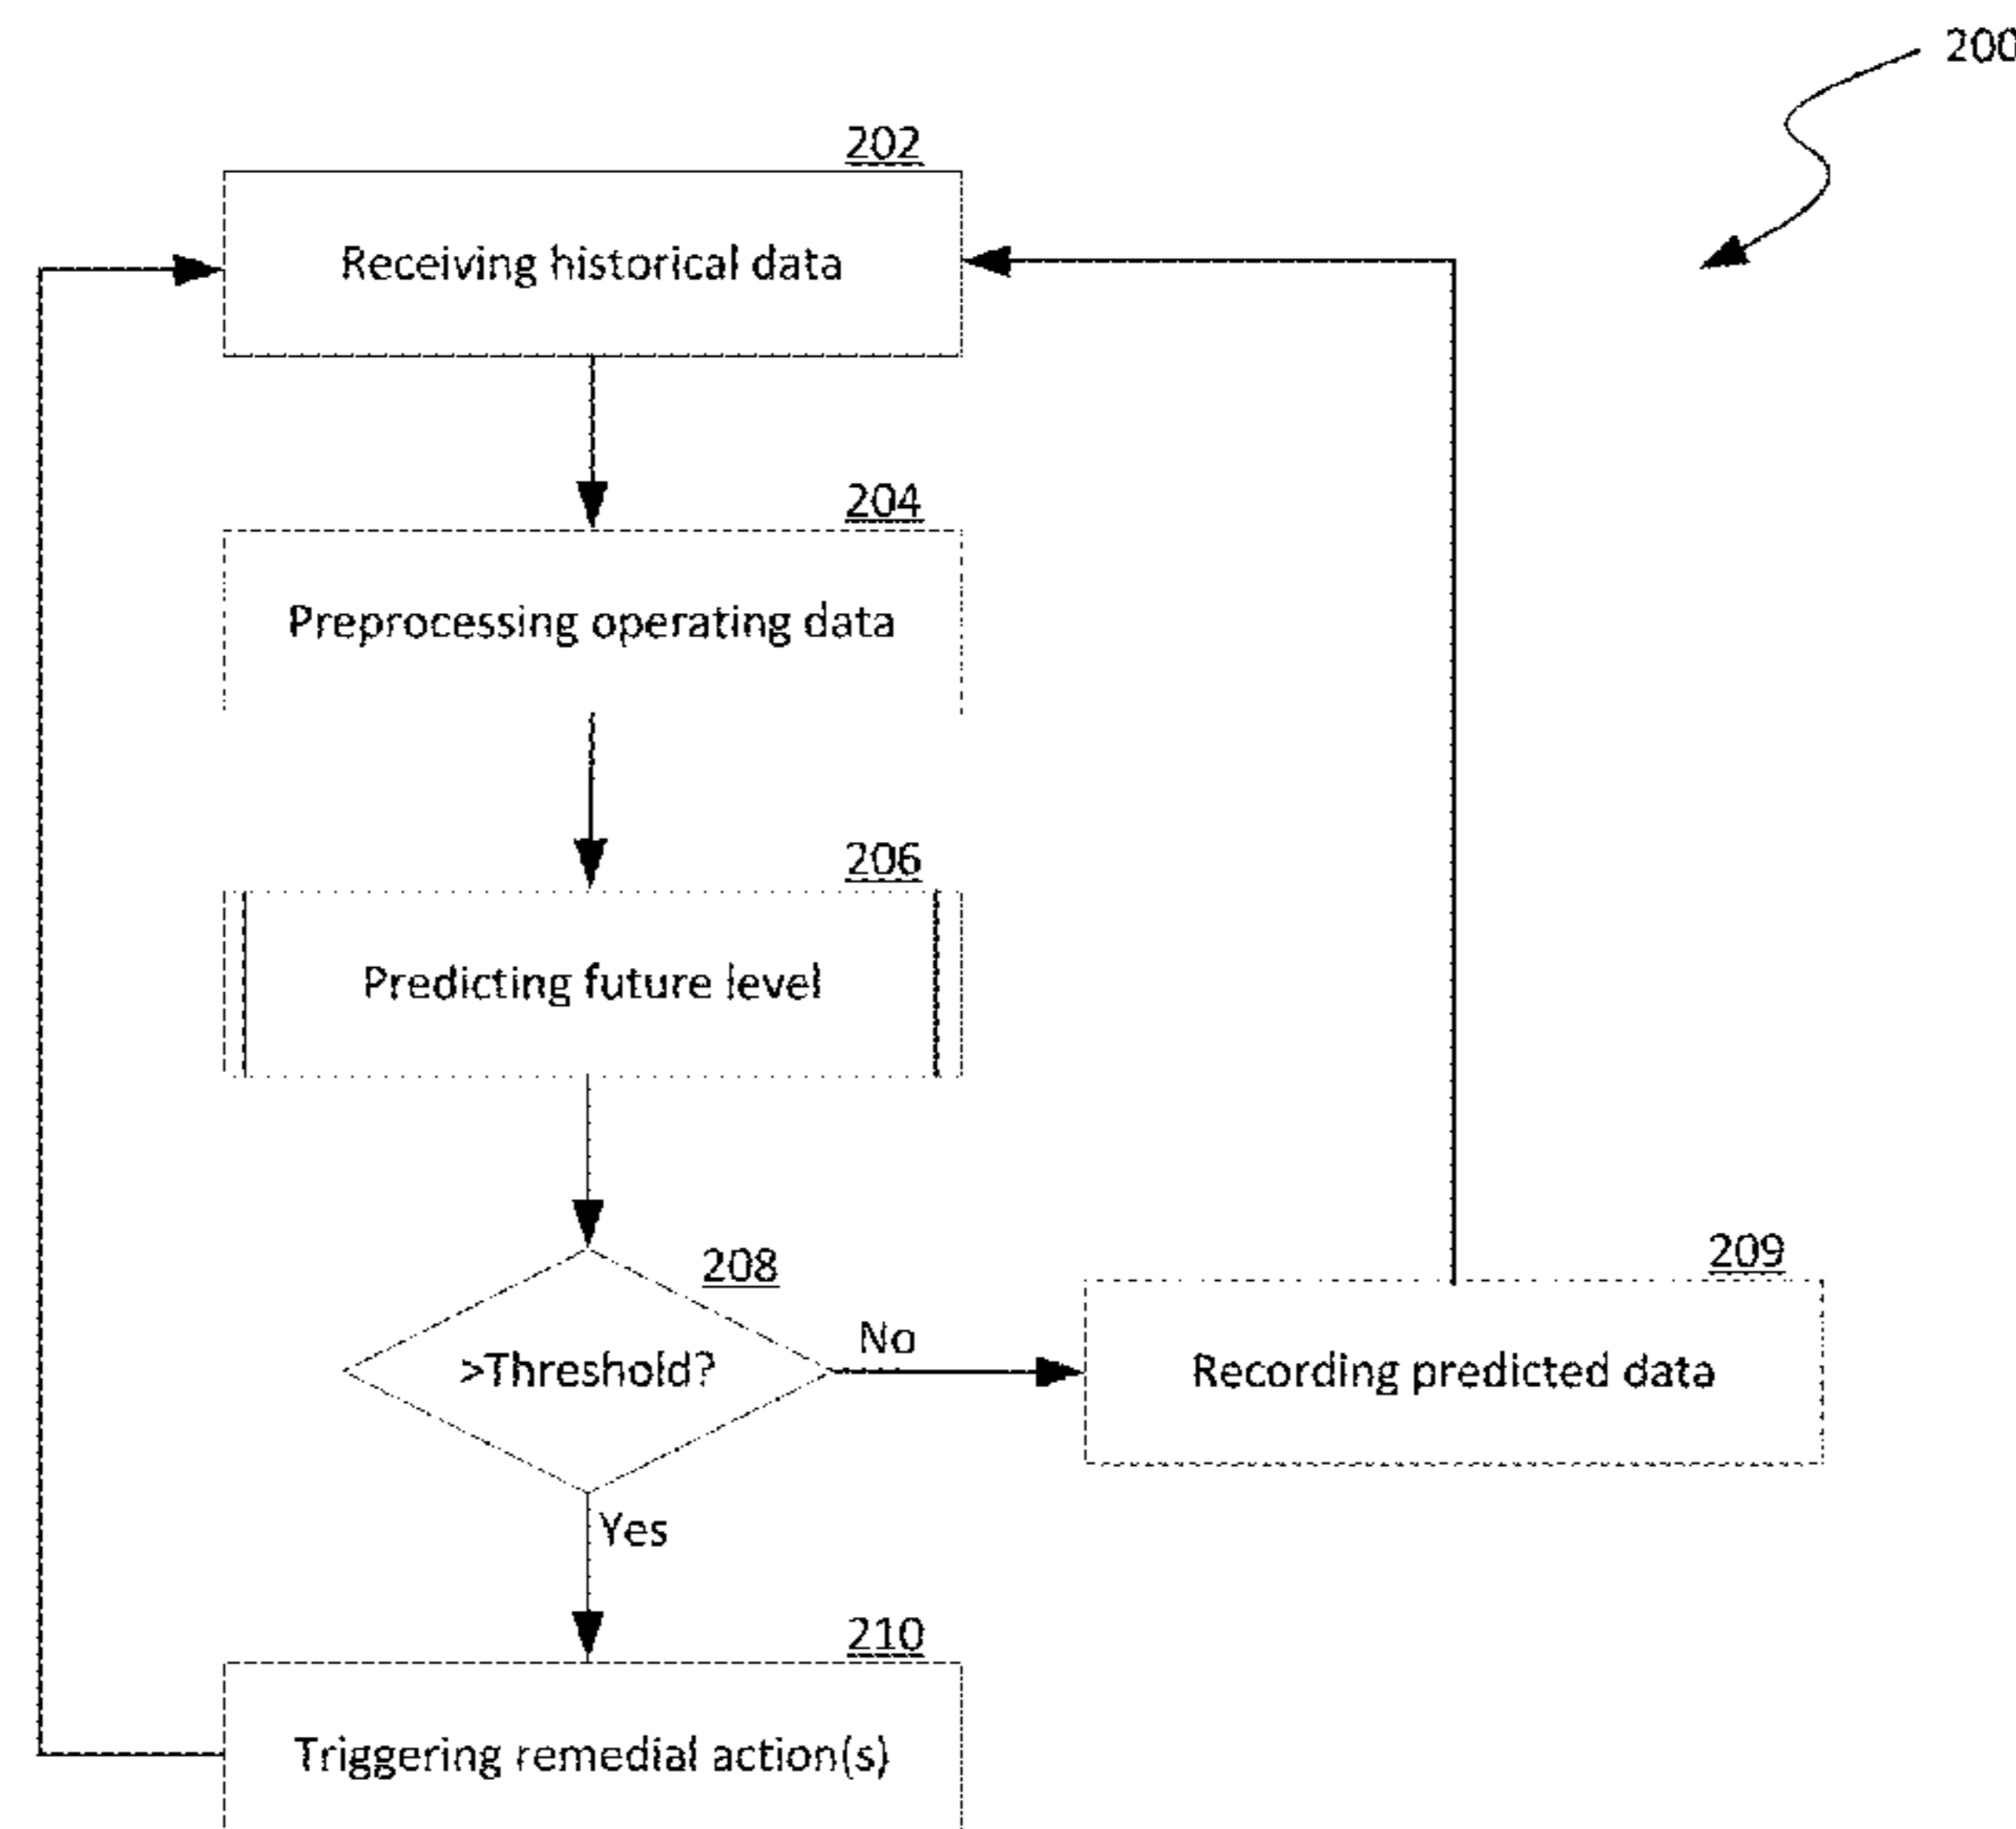 200
202
Receiving historical data
204
Preprocessing operating data
206
Predicting future level
208
>Threshold?
No
209
Recording predicted data
Yes
210
Triggering remedial action(s)